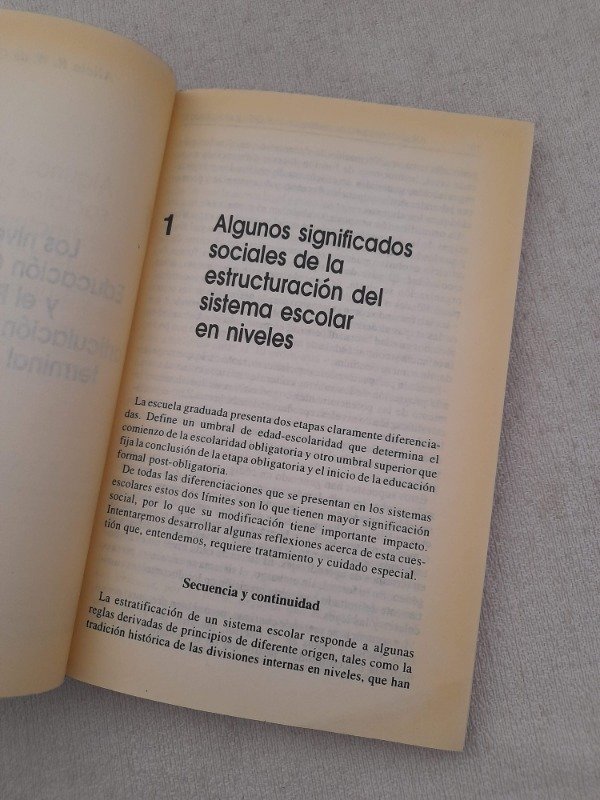 1 Algunos significados
sociales de la
estructuración del
sistema escolar
en niveles
La escuela graduada presenta dos etapas claramente diferencia-
das. Define un umbral de edad-escolaridad que determina el
comienzo de la escolaridad obligatoria y otro umbral superior que
fija la conclusión de la etapa obligatoria y el inicio de la educación
formal post-obligatoria.
De todas las diferenciaciones que se presentan en los sistemas
escolares estos dos límites son lo que tienen mayor significación
social, por lo que su modificación tiene importante impacto.
Intentaremos desarrollar algunas reflexiones acerca de esta cues-
tión que, entendemos, requiere tratamiento y cuidado especial.
Secuencia y continuidad
La estratificación de un sistema escolar responde a algunas
reglas derivadas de principios de diferente origen, tales como la
tradición histórica de las divisiones internas en niveles, que han